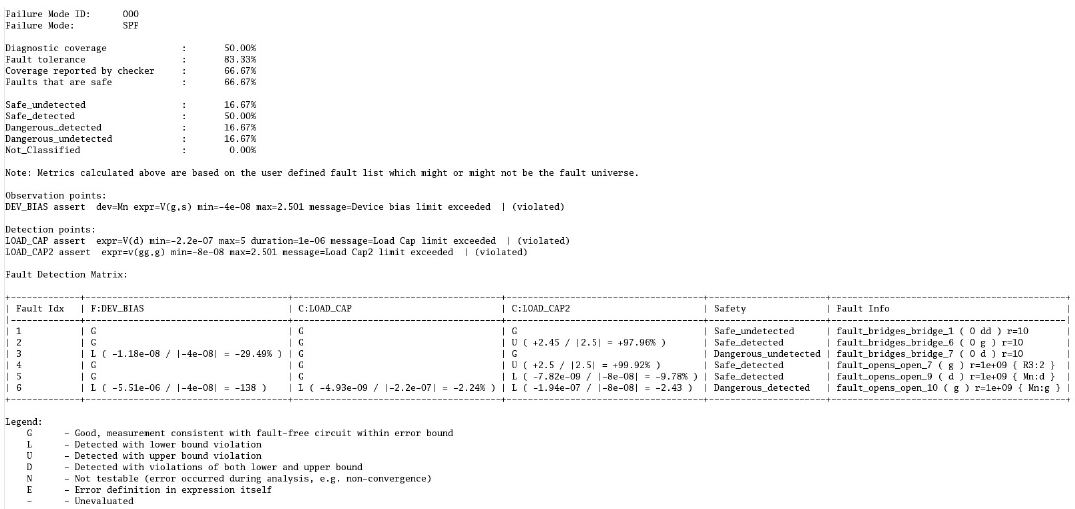 Failure Mode ID: 000
Failure Mode: SPF
Diagnostic coverage : 50.00%
Fault tolerance : 83.33%
Coverage reported by checker : 66.67%
Faults that are safe : 66.67%
Safe_undetected : 16.67%
Safe_detected : 50.00%
Dangerous_detected : 16.67%
Dangerous_undetected : 16.67%
Not_Classified : 0.00%
Note: Metrics calculated above are based on the user defined fault list which might or might not be the fault universe.
Observation points:
DEV_BIAS assert dev=Mn expr=V(g,s) min=-4e-08 max=2.501 message=Device bias limit exceeded | (violated)
Detection points:
LOAD_CAP assert expr=V(d) min=-2.2e-07 max=5 duration=1e-06 message=Load Cap limit exceeded | (violated)
LOAD_CAP2 assert expr=v(gg,g) min=-8e-08 max=2.501 message=Load Cap2 limit exceeded | (violated)
Fault Detection Matrix:
| Fault Idx | F:DEV_BIAS | C:LOAD_CAP | C:LOAD_CAP2 | Safety | Fault Info |
| 1 | G | G | G | Safe_undetected | fault_bridges_bridge_1 ( 0 dd ) r=10 |
| 2 | G | G | U ( +2.45 / |2.5| = +97.96% ) | Safe_detected | fault_bridges_bridge_6 ( 0 g ) r=10 |
| 3 | L ( -1.18e-08 / |-4e-08| = -29.49% ) | G | G | Dangerous_undetected | fault_bridges_bridge_7 ( 0 d ) r=10 |
| 4 | G | G | U ( +2.5 / |2.5| = +99.92% ) | Safe_detected | fault_opens_open_7 ( g ) r=1e+09 { R3:2 } |
| 5 | G | G | L ( -7.82e-09 / |-8e-08| = -9.78% ) | Safe_detected | fault_opens_open_9 ( d ) r=1e+09 { Mn:d } |
| 6 | L ( -5.51e-06 / |-4e-08| = -138 ) | L ( -4.93e-09 / |-2.2e-07| = -2.24% ) | L ( -1.94e-07 / |-8e-08| = -2.43 ) | Dangerous_detected | fault_opens_open_10 ( g ) r=1e+09 { Mn:g } |
Legend:
G - Good, measurement consistent with fault-free circuit within error bound
L - Detected with lower bound violation
U - Detected with upper bound violation
D - Detected with violations of both lower and upper bound
N - Not testable (error occurred during analysis, e.g. non-convergence)
E - Error definition in expression itself
- - Unevaluated